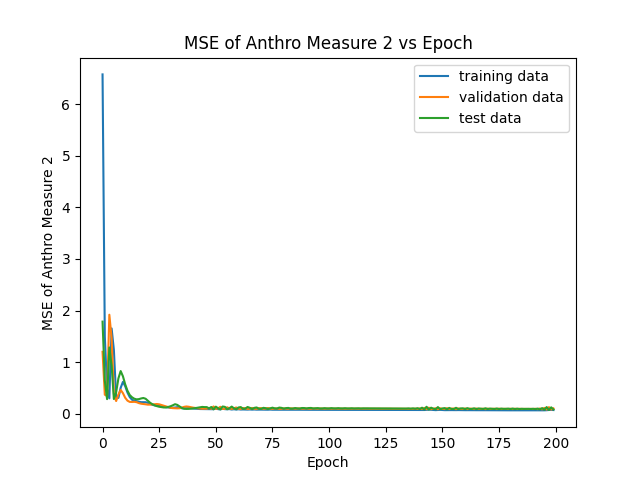 MSE of Anthro Measure 2 vs Epoch
training data
validation data
test data
MSE of Anthro Measure 2
6
5
4
3
2
1
0
0 25 50 75 100 125 150 175 200
Epoch